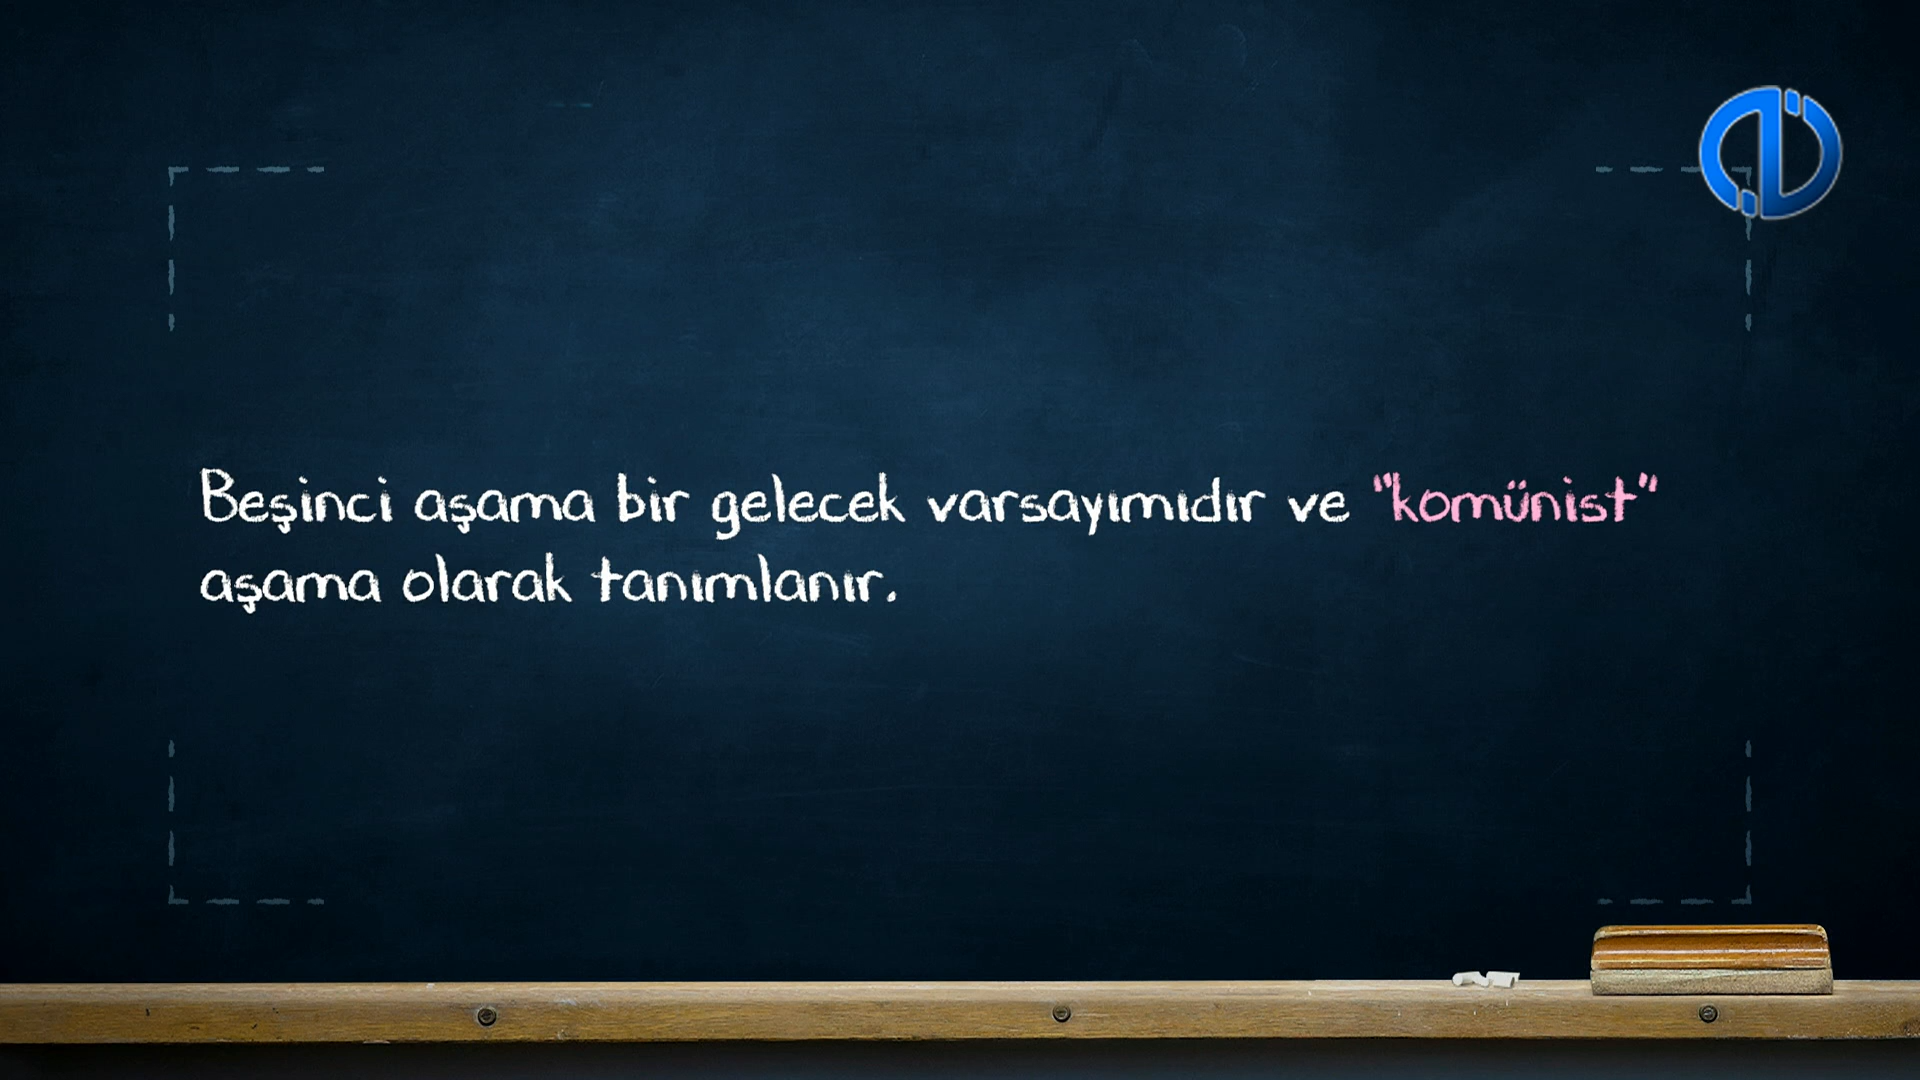 Beşinci aşama bir gelecek varsayımıdır ve "komünist"
aşama olarak tanımlanır.